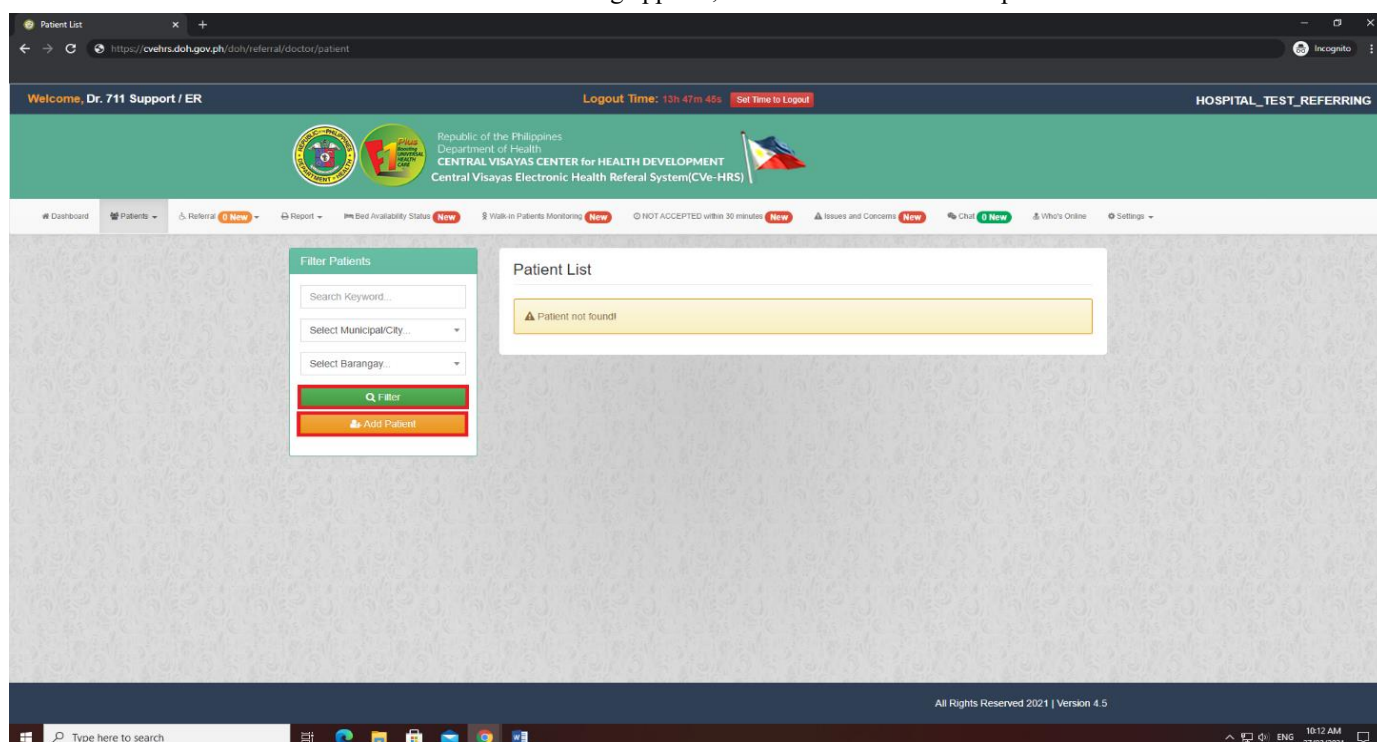 Patient List
https://cvehrs.doh.gov.ph/doh/referral/doctor/patient
Incognito
Welcome, Dr. 711 Support / ER
Logout Time: 13h 47m 48s Set Time to Logout
HOSPITAL_TEST_REFERRING
Republic of the Philippines
Department of Health
CENTRAL VISAYAS CENTER for HEALTH DEVELOPMENT
Central Visayas Electronic Health Referal System(CVe-HRS)
Dashboard Patients Referral 0 New Report Bed Availability Status New Walk-in Patients Monitoring New NOT ACCEPTED within 30 minutes New Issues and Concerns New Chat 0 New Who's Online Settings
Filter Patients
Search Keyword...
Select Municipal/City...
Select Barangay...
Filter
Add Patient
Patient List
Patient not found!
All Rights Reserved 2021 | Version 4.5
Type here to search
ENG
10:12 AM